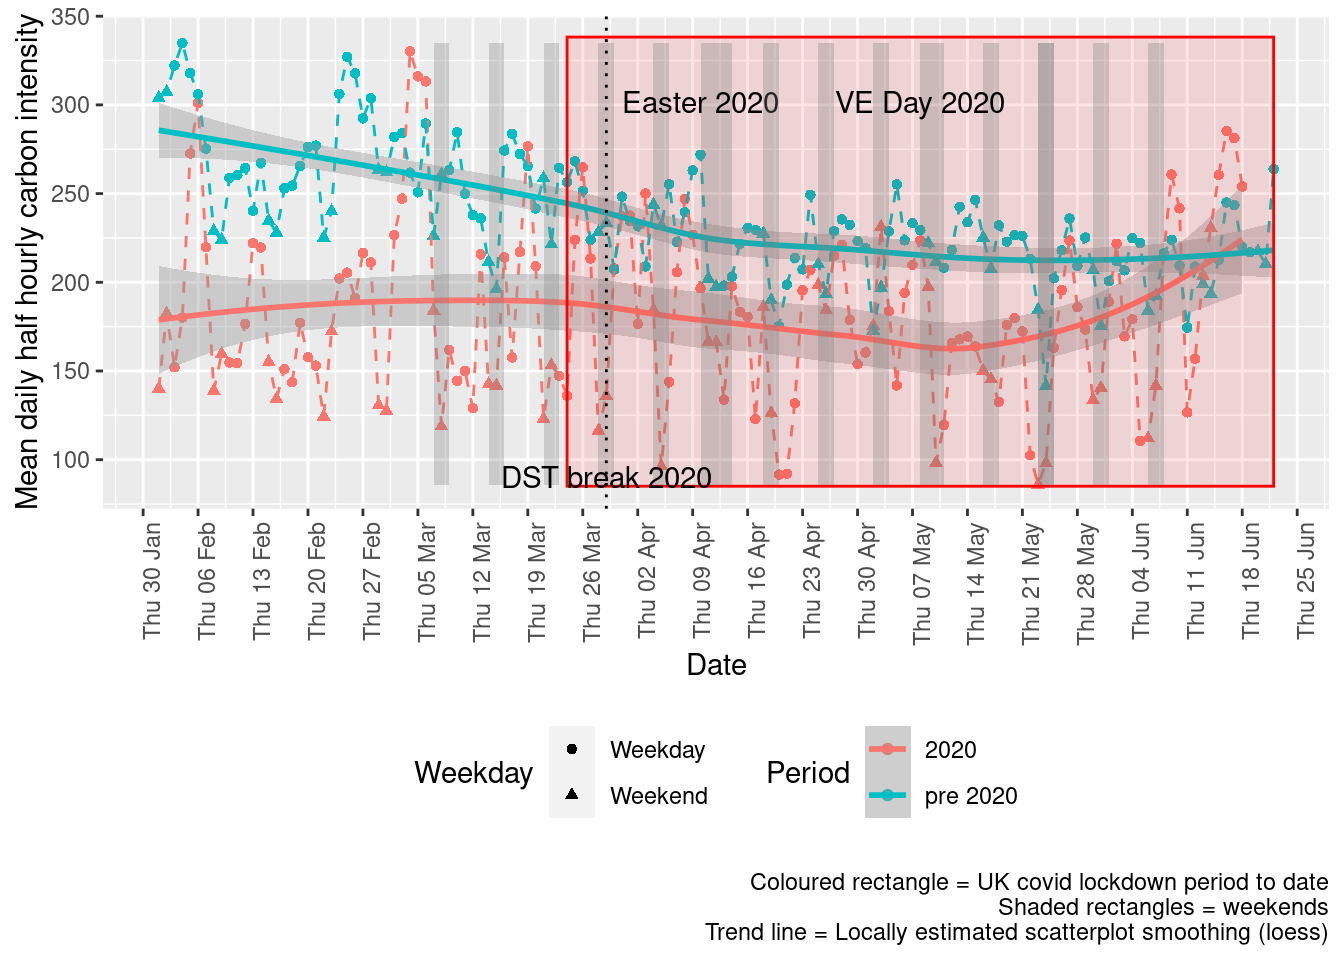 Mean daily half hourly carbon intensity
350
300
250
200
150
100
Easter 2020
VE Day 2020
DST break 2020
Thu 30 Jan
Thu 06 Feb
Thu 13 Feb
Thu 20 Feb
Thu 27 Feb
Thu 05 Mar
Thu 12 Mar
Thu 19 Mar
Thu 26 Mar
Thu 02 Apr
Thu 09 Apr
Thu 16 Apr
Thu 23 Apr
Thu 30 Apr
Thu 07 May
Thu 14 May
Thu 21 May
Thu 28 May
Thu 04 Jun
Thu 11 Jun
Thu 18 Jun
Thu 25 Jun
Date
Weekday
Weekday
Weekend
Period
2020
pre 2020
Coloured rectangle = UK covid lockdown period to date
Shaded rectangles = weekends
Trend line = Locally estimated scatterplot smoothing (loess)